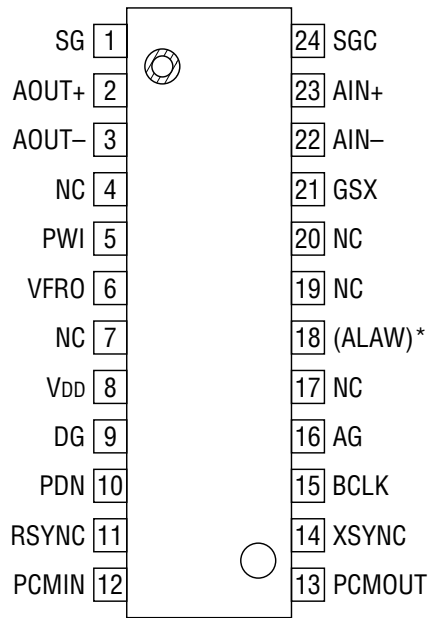 SG 1 24 SGC
AOUT+ 2 23 AIN+
AOUT– 3 22 AIN–
NC 4 21 GSX
PWI 5 20 NC
VFRO 6 19 NC
NC 7 18 (ALAW)*
VDD 8 17 NC
DG 9 16 AG
PDN 10 15 BCLK
RSYNC 11 14 XSYNC
PCMIN 12 13 PCMOUT